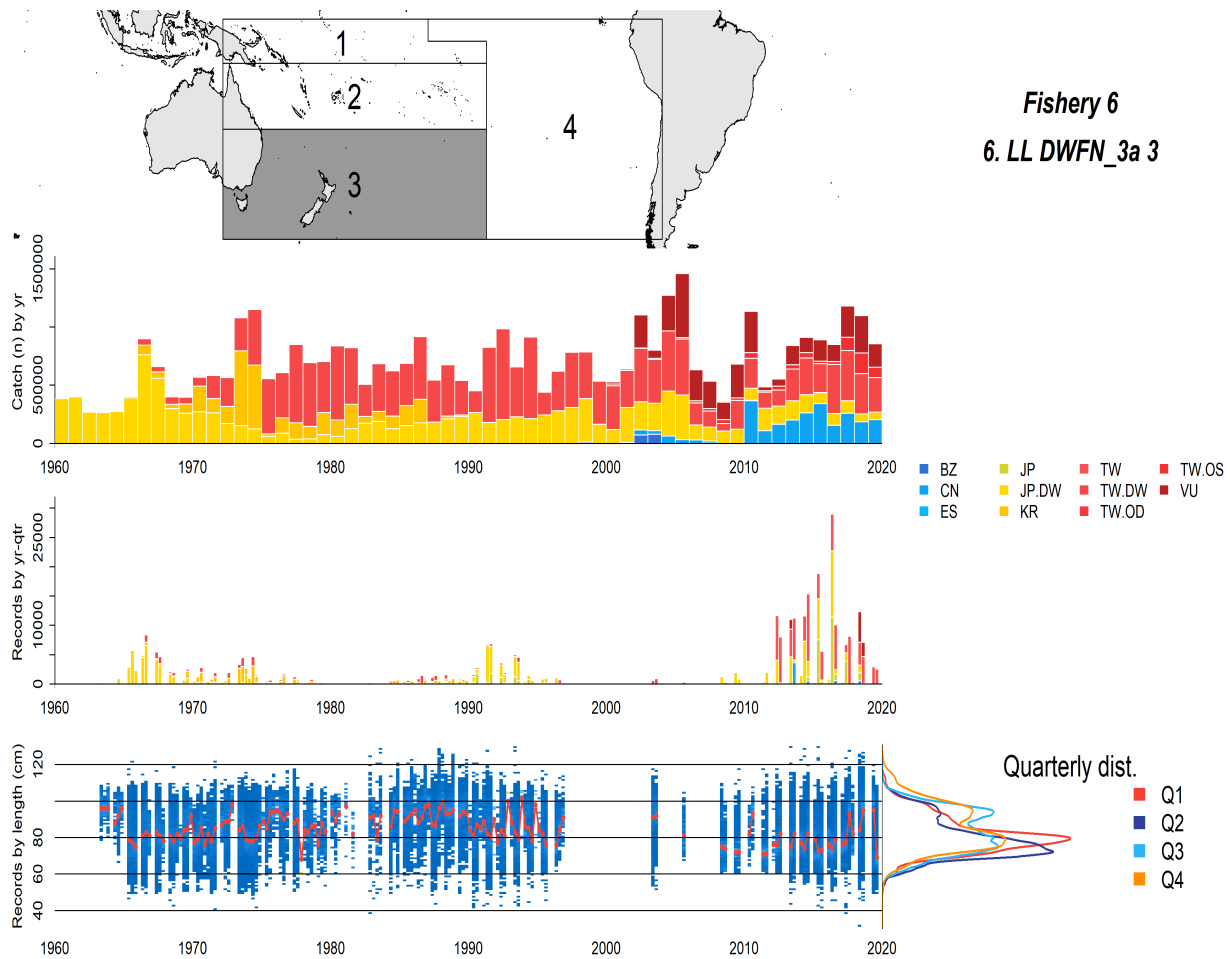 1
2
3
4
Fishery 6
6. LL DWFN_3a 3
Catch (n) by yr
0
500000
1500000
1960
1970
1980
1990
2000
2010
2020
BZ
CN
ES
JP
JP.DW
KR
TW
TW.DW
TW.OD
TW.OS
VU
Records by yr-qtr
0
10000
25000
1960
1970
1980
1990
2000
2010
2020
Records by length (cm)
40
60
80
120
1960
1970
1980
1990
2000
2010
2020
Quarterly dist.
Q1
Q2
Q3
Q4